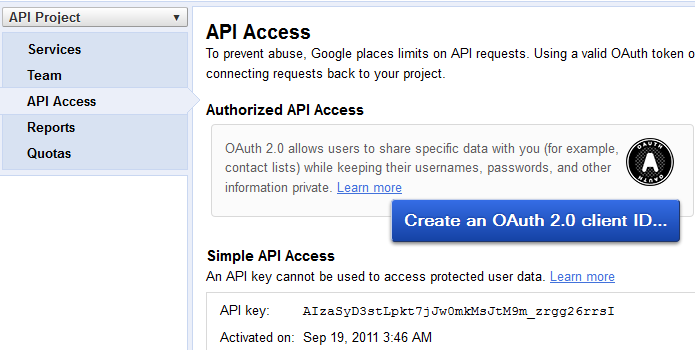 API Project
Services
Team
API Access
Reports
Quotas
API Access
To prevent abuse, Google places limits on API requests. Using a valid OAuth token o
connecting requests back to your project.
Authorized API Access
OAuth 2.0 allows users to share specific data with you (for example,
contact lists) while keeping their usernames, passwords, and other
information private. Learn more
OAUTH
A
OAUTH
Create an OAuth 2.0 client ID...
Simple API Access
An API key cannot be used to access protected user data. Learn more
API key: AIzaSyD3stLpkt7jJw0mkMsJtM9m_zrgg26rrsI
Activated on: Sep 19, 2011 3:46 AM